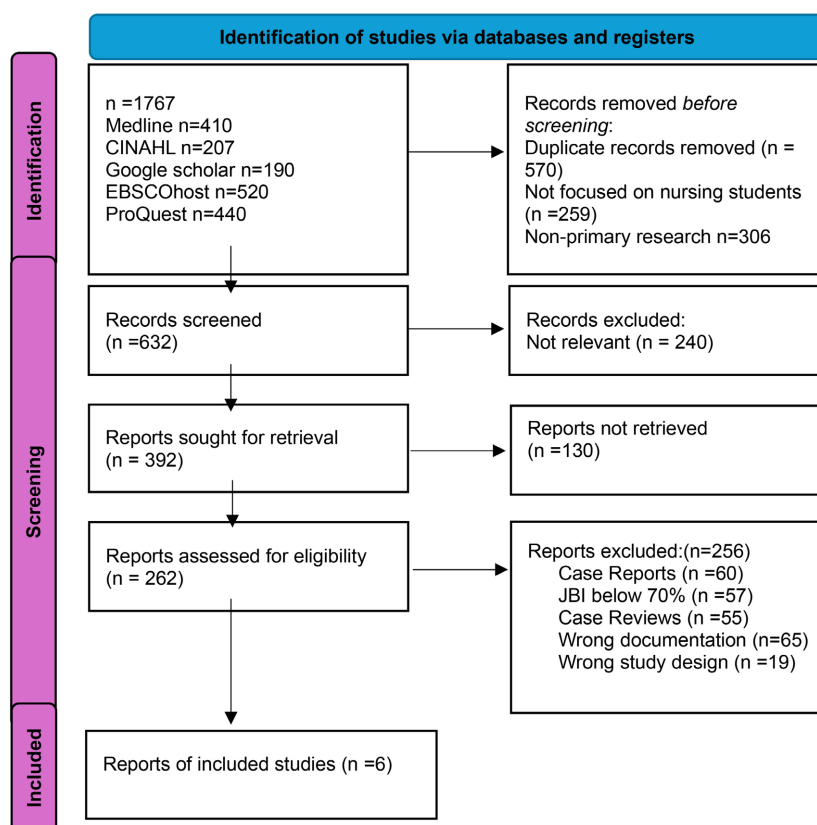 Identification of studies via databases and registers
Identification
n =1767
Medline n=410
CINAHL n=207
Google scholar n=190
EBSCOhost n=520
ProQuest n=440
Records removed before
screening:
Duplicate records removed (n =
570)
Not focused on nursing students
(n =259)
Non-primary research n=306
Screening
Records screened
(n =632)
Records excluded:
Not relevant (n = 240)
Reports sought for retrieval
(n = 392)
Reports not retrieved
(n =130)
Reports assessed for eligibility
(n = 262)
Reports excluded:(n=256)
Case Reports (n =60)
JBI below 70% (n =57)
Case Reviews (n =55)
Wrong documentation (n=65)
Wrong study design (n =19)
Included
Reports of included studies (n =6)